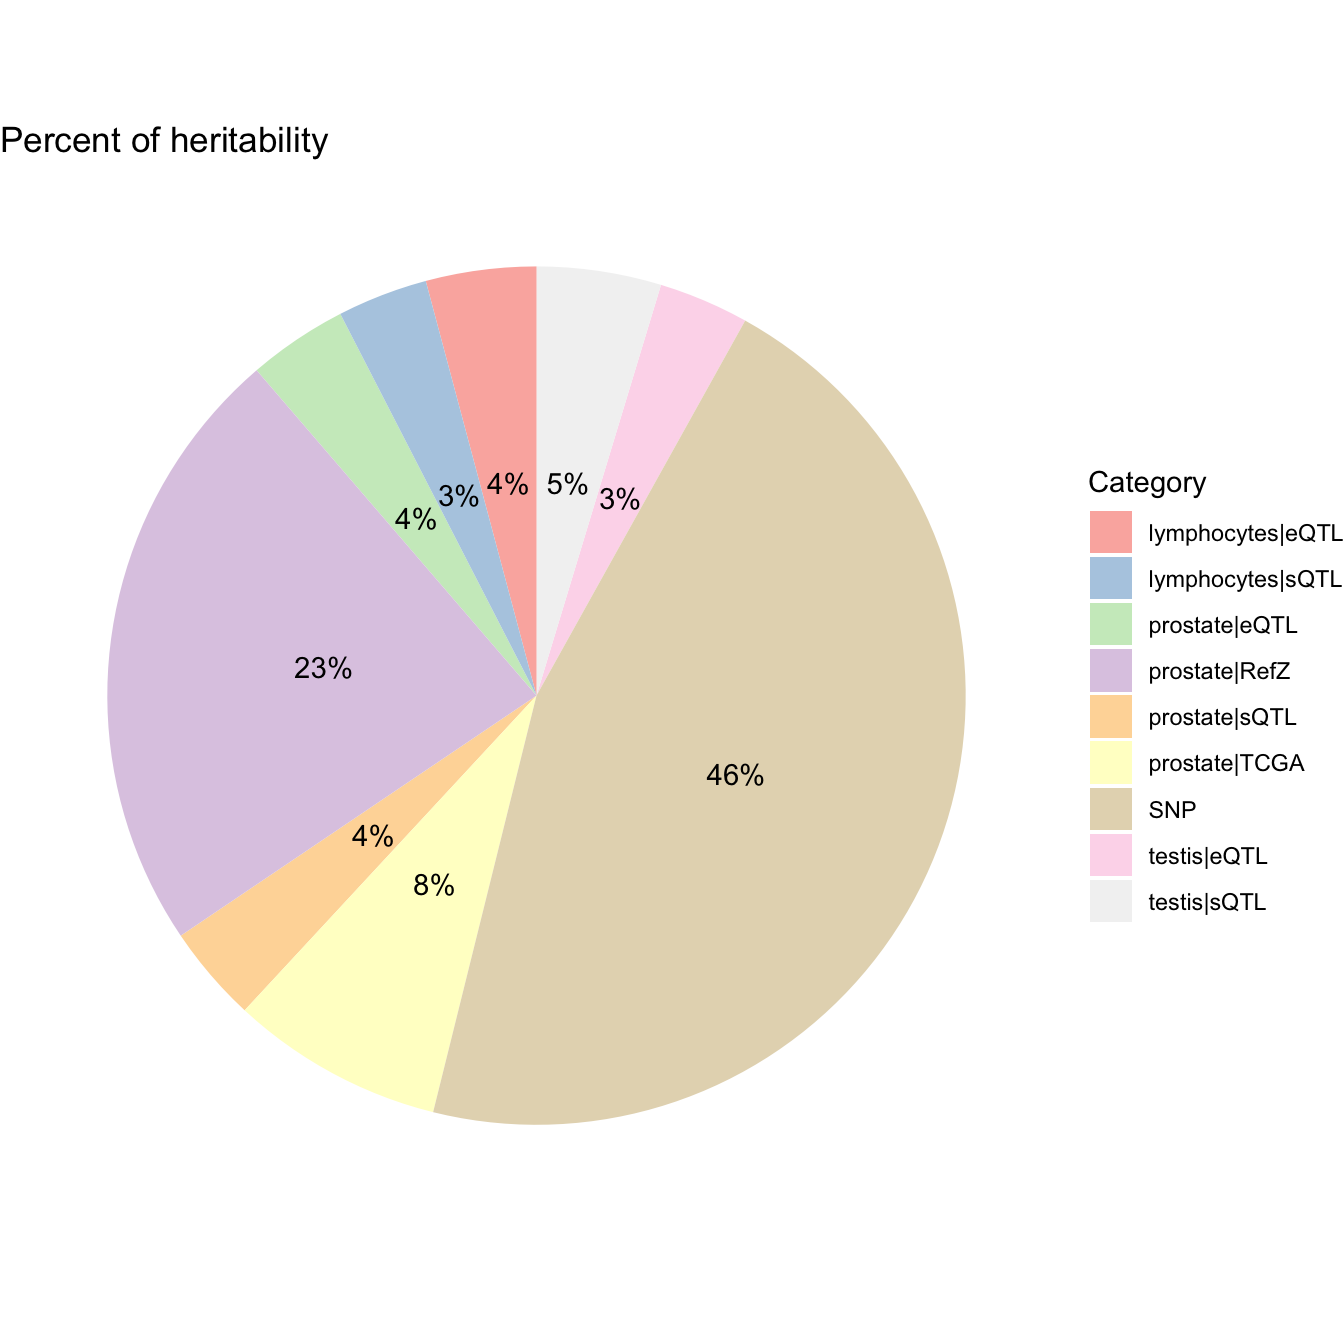 Percent of heritability
4%
5%
3%
3%
4%
23%
46%
4%
8%
Category
lymphocytes|eQTL
lymphocytes|sQTL
prostate|eQTL
prostate|RefZ
prostate|sQTL
prostate|TCGA
SNP
testis|eQTL
testis|sQTL